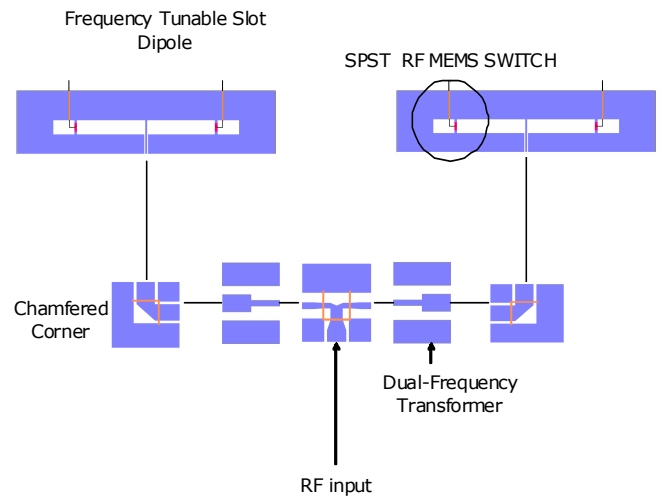 Frequency Tunable Slot
Dipole
SPST RF MEMS SWITCH
Chamfered
Corner
Dual-Frequency
Transformer
RF input